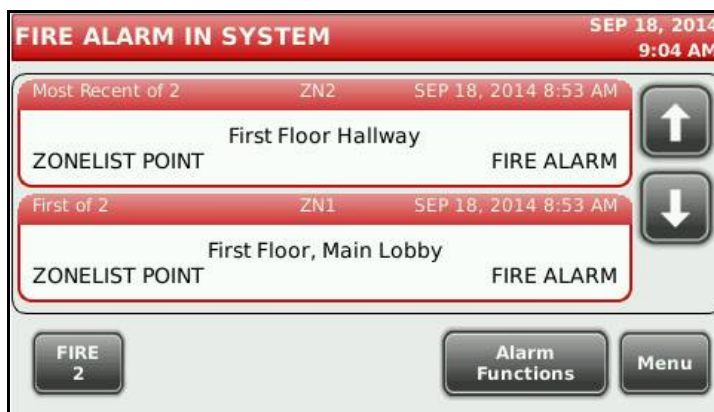 FIRE ALARM IN SYSTEM
SEP 18, 2014
9:04 AM
Most Recent of 2 ZN2 SEP 18, 2014 8:53 AM
First Floor Hallway
ZONELIST POINT FIRE ALARM
First of 2 ZN1 SEP 18, 2014 8:53 AM
First Floor, Main Lobby
ZONELIST POINT FIRE ALARM
FIRE
2
Alarm
Functions
Menu